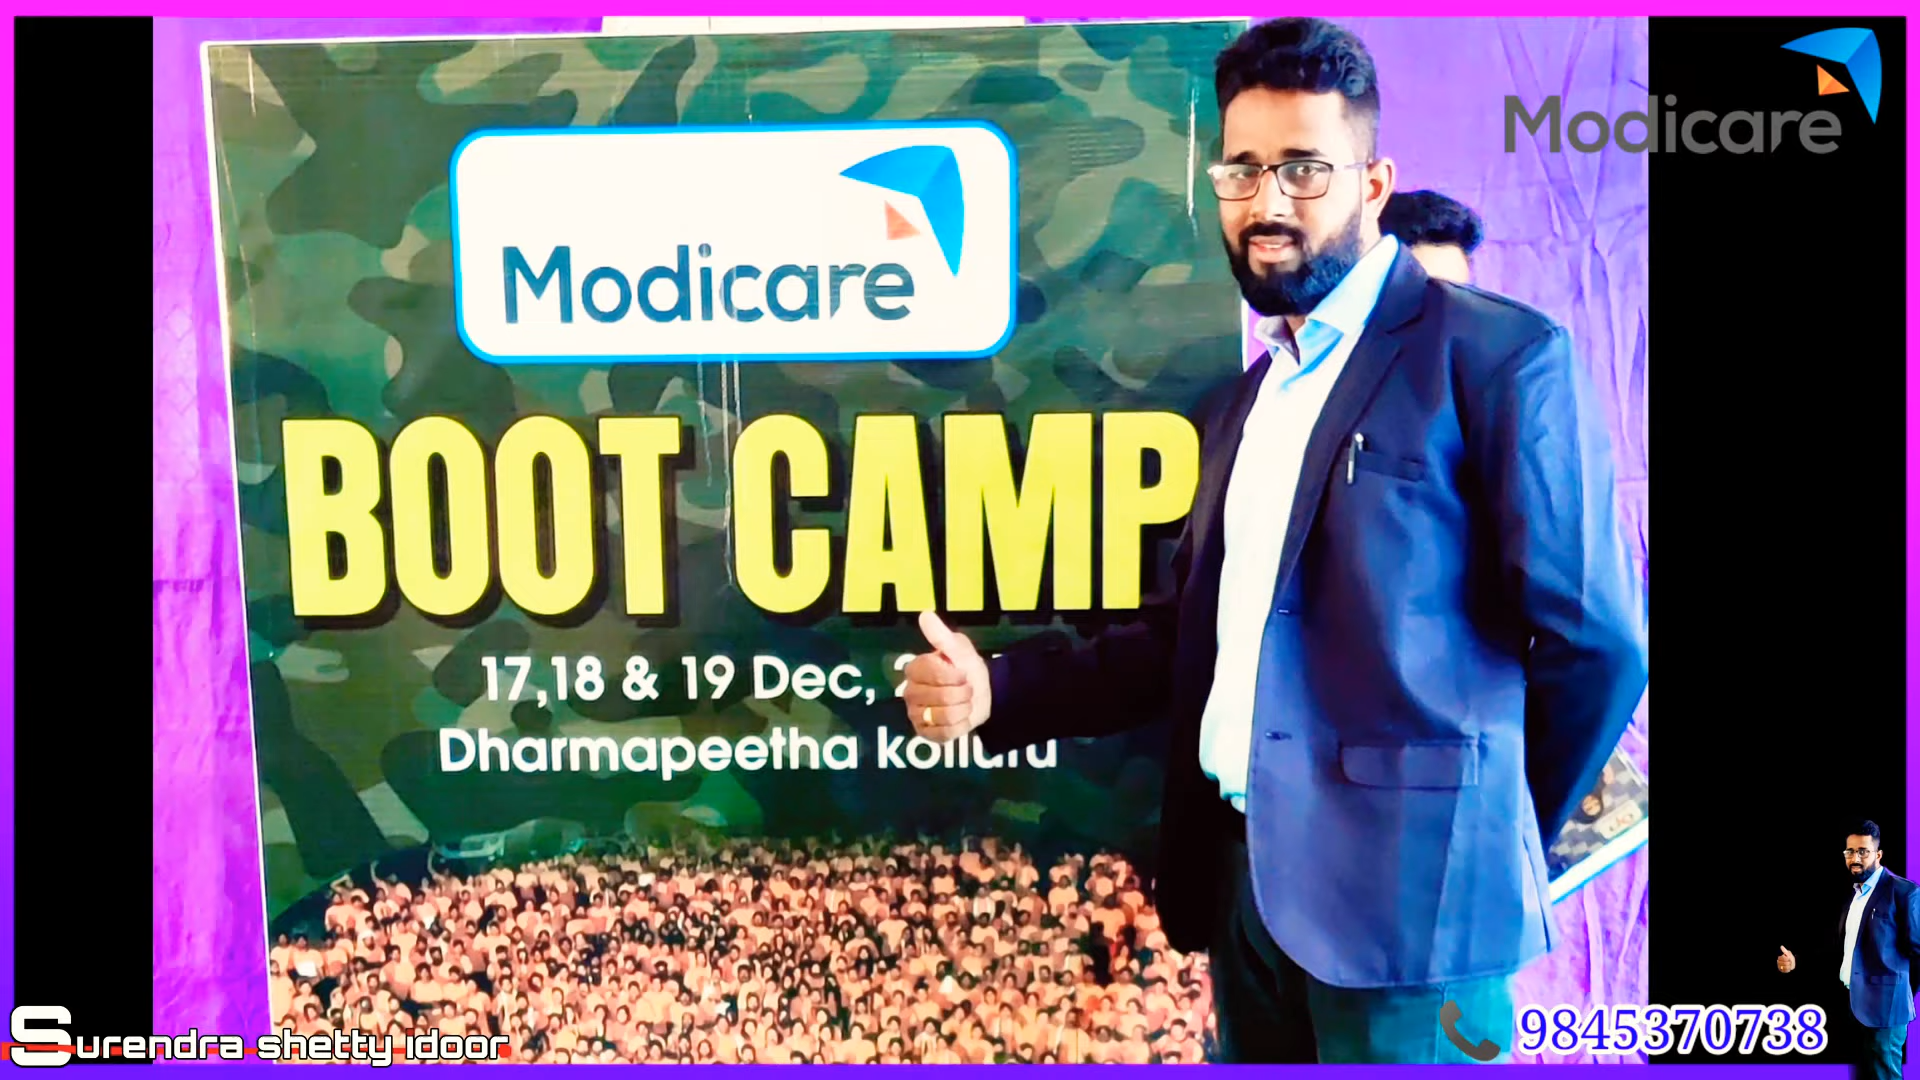 Modicare
Modicare
BOOT CAMP
17,18 & 19 Dec,
Dharmapeetha
Surendra shetty idoor
9845370738